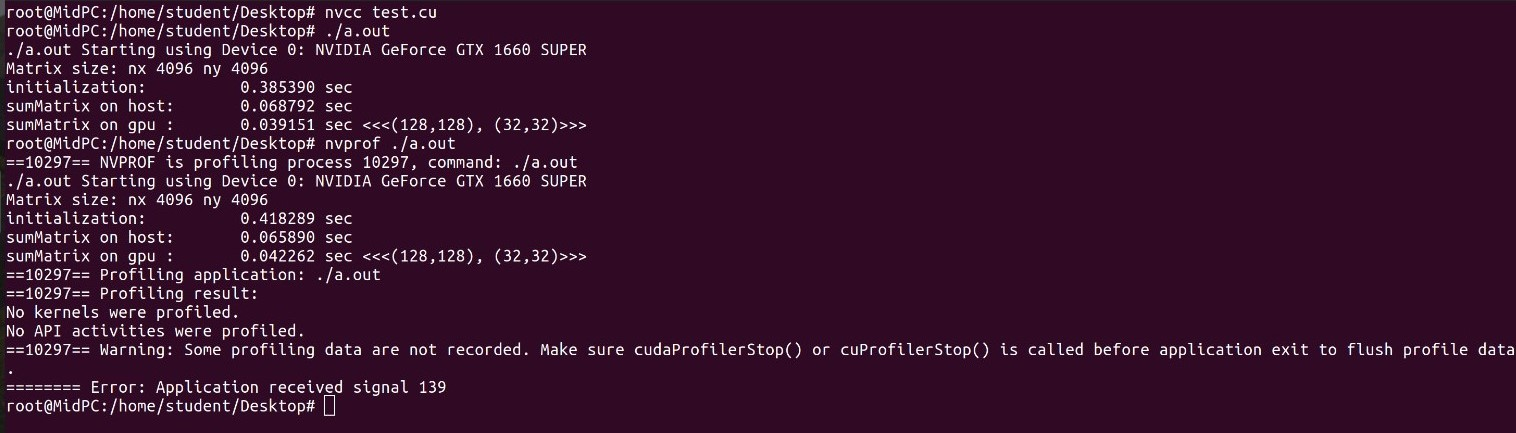 root@MidPC:/home/student/Desktop# nvcc test.cu
root@MidPC:/home/student/Desktop# ./a.out
./a.out Starting using Device 0: NVIDIA GeForce GTX 1660 SUPER
Matrix size: nx 4096 ny 4096
initialization:          0.385390 sec
sumMatrix on host:       0.068792 sec
sumMatrix on gpu :       0.039151 sec <<<(128,128), (32,32)>>>
root@MidPC:/home/student/Desktop# nvprof ./a.out
==10297== NVPROF is profiling process 10297, command: ./a.out
./a.out Starting using Device 0: NVIDIA GeForce GTX 1660 SUPER
Matrix size: nx 4096 ny 4096
initialization:          0.418289 sec
sumMatrix on host:       0.065890 sec
sumMatrix on gpu :       0.042262 sec <<<(128,128), (32,32)>>>
==10297== Profiling application: ./a.out
==10297== Profiling result:
No kernels were profiled.
No API activities were profiled.
==10297== Warning: Some profiling data are not recorded. Make sure cudaProfilerStop() or cuProfilerStop() is called before application exit to flush profile data
.
======== Error: Application received signal 139
root@MidPC:/home/student/Desktop#